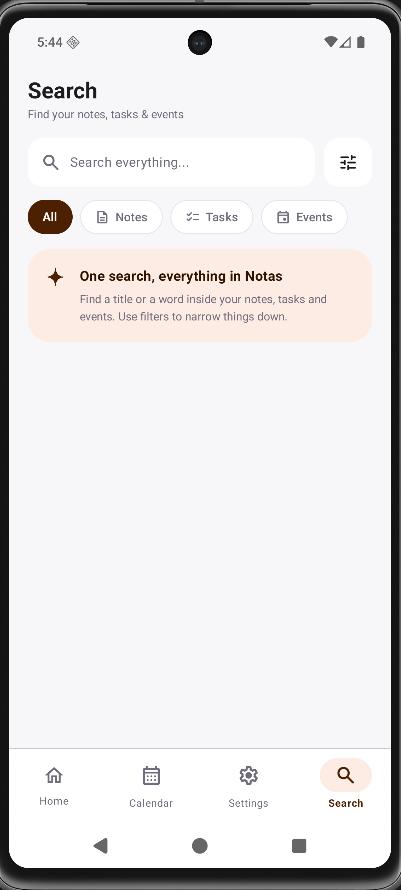 5:44
Search
Find your notes, tasks & events
Search everything...
All Notes Tasks Events
One search, everything in Notas
Find a title or a word inside your notes, tasks and
events. Use filters to narrow things down.
Home Calendar Settings Search